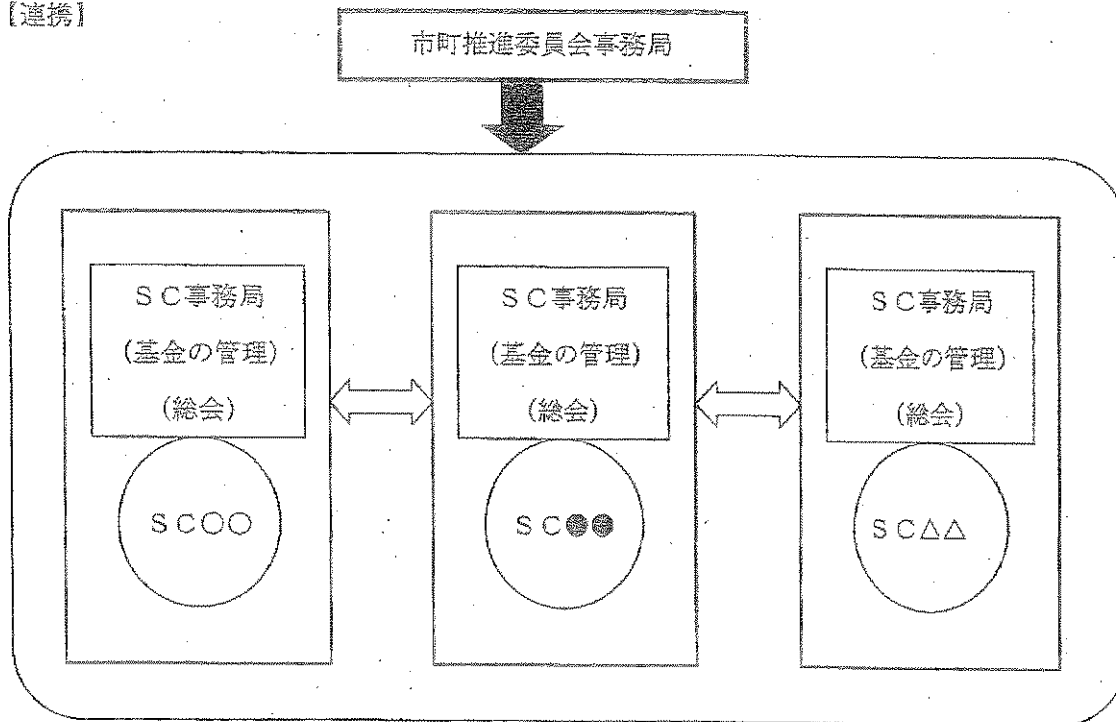 【連携】
市町推進委員会事務局
ＳＣ事務局
(基金の管理)
(総会)
ＳＣ○○
ＳＣ事務局
(基金の管理)
(総会)
ＳＣ●●
ＳＣ事務局
(基金の管理)
(総会)
ＳＣ△△